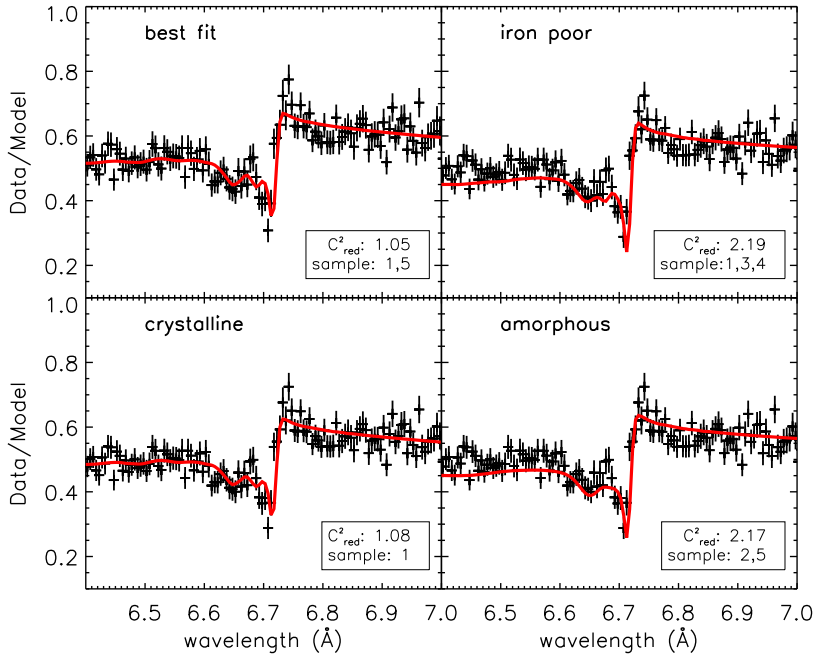 best fit
iron poor
1.0
0.8
0.6
0.4
0.2
Data/Model
C²red: 1.05
sample: 1,5
C²red: 2.19
sample:1,3,4
crystalline
amorphous
1.0
0.8
0.6
0.4
0.2
Data/Model
C²red: 1.08
sample: 1
C²red: 2.17
sample: 2,5
6.5 6.6 6.7 6.8 6.9 7.0 6.5 6.6 6.7 6.8 6.9 7.0
wavelength (Å) wavelength (Å)